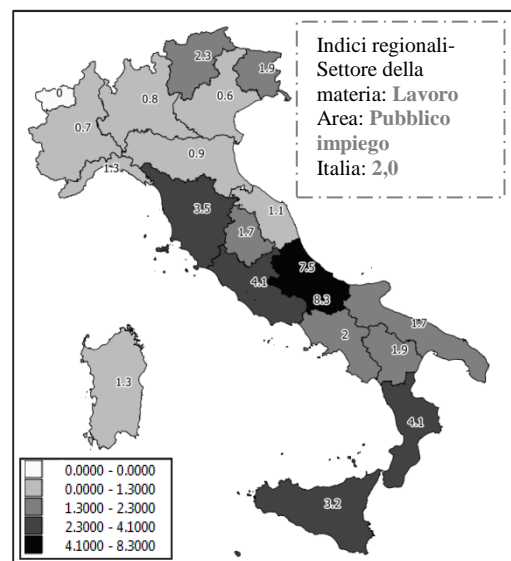 Indici regionali-
Settore della
materia: Lavoro
Area: Pubblico
impiego
Italia: 2,0
2.3
1.9
0
0.8
0.6
0.7
0.9
1.3
3.5
1.1
1.7
7.5
4.1
8.3
1.7
2
1.9
1.3
4.1
3.2
0.0000 - 0.0000
0.0000 - 1.3000
1.3000 - 2.3000
2.3000 - 4.1000
4.1000 - 8.3000